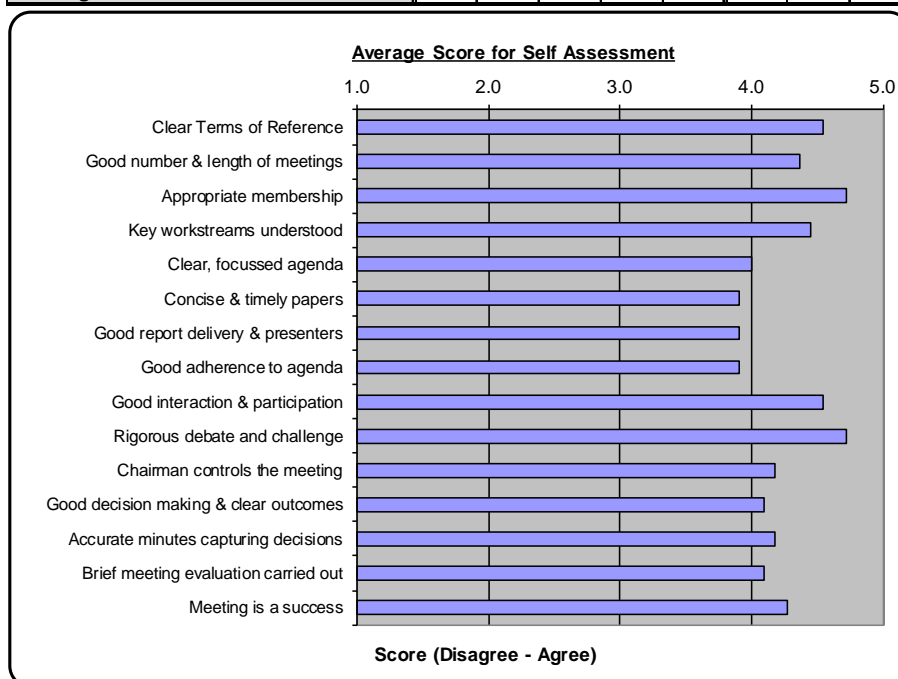 Average Score for Self Assessment
1.0 2.0 3.0 4.0 5.0
Clear Terms of Reference
Good number & length of meetings
Appropriate membership
Key workstreams understood
Clear, focussed agenda
Concise & timely papers
Good report delivery & presenters
Good adherence to agenda
Good interaction & participation
Rigorous debate and challenge
Chairman controls the meeting
Good decision making & clear outcomes
Accurate minutes capturing decisions
Brief meeting evaluation carried out
Meeting is a success
Score (Disagree - Agree)